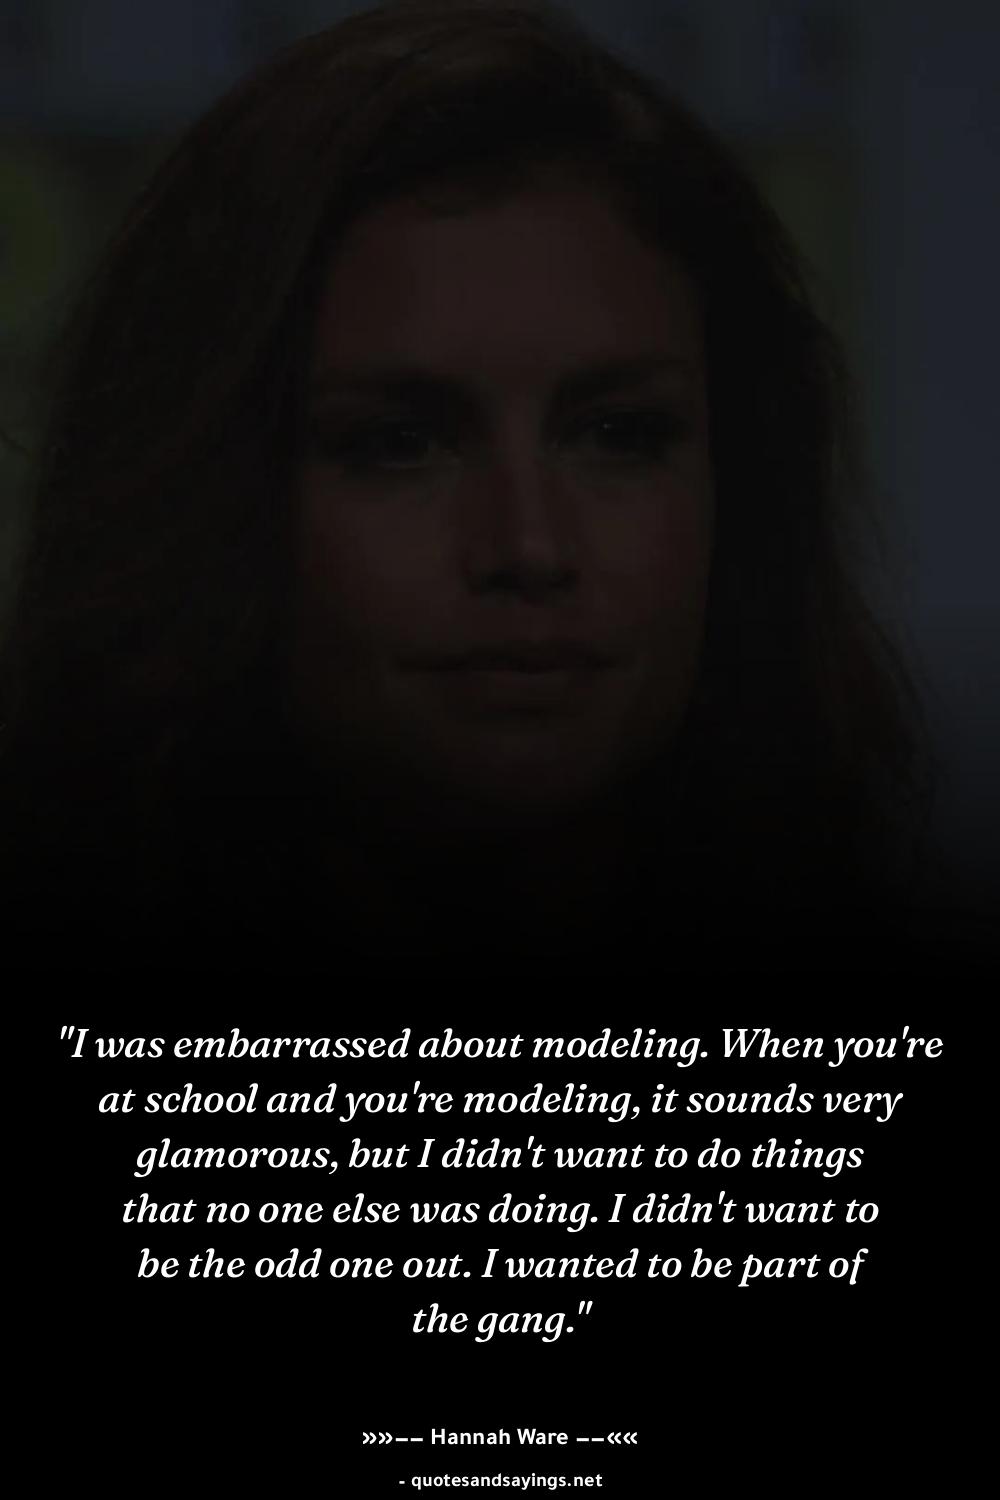 "I was embarrassed about modeling. When you're
at school and you're modeling, it sounds very
glamorous, but I didn't want to do things
that no one else was doing. I didn't want to
be the odd one out. I wanted to be part of
the gang."
»»−− Hannah Ware −−««
- quotesandsayings.net